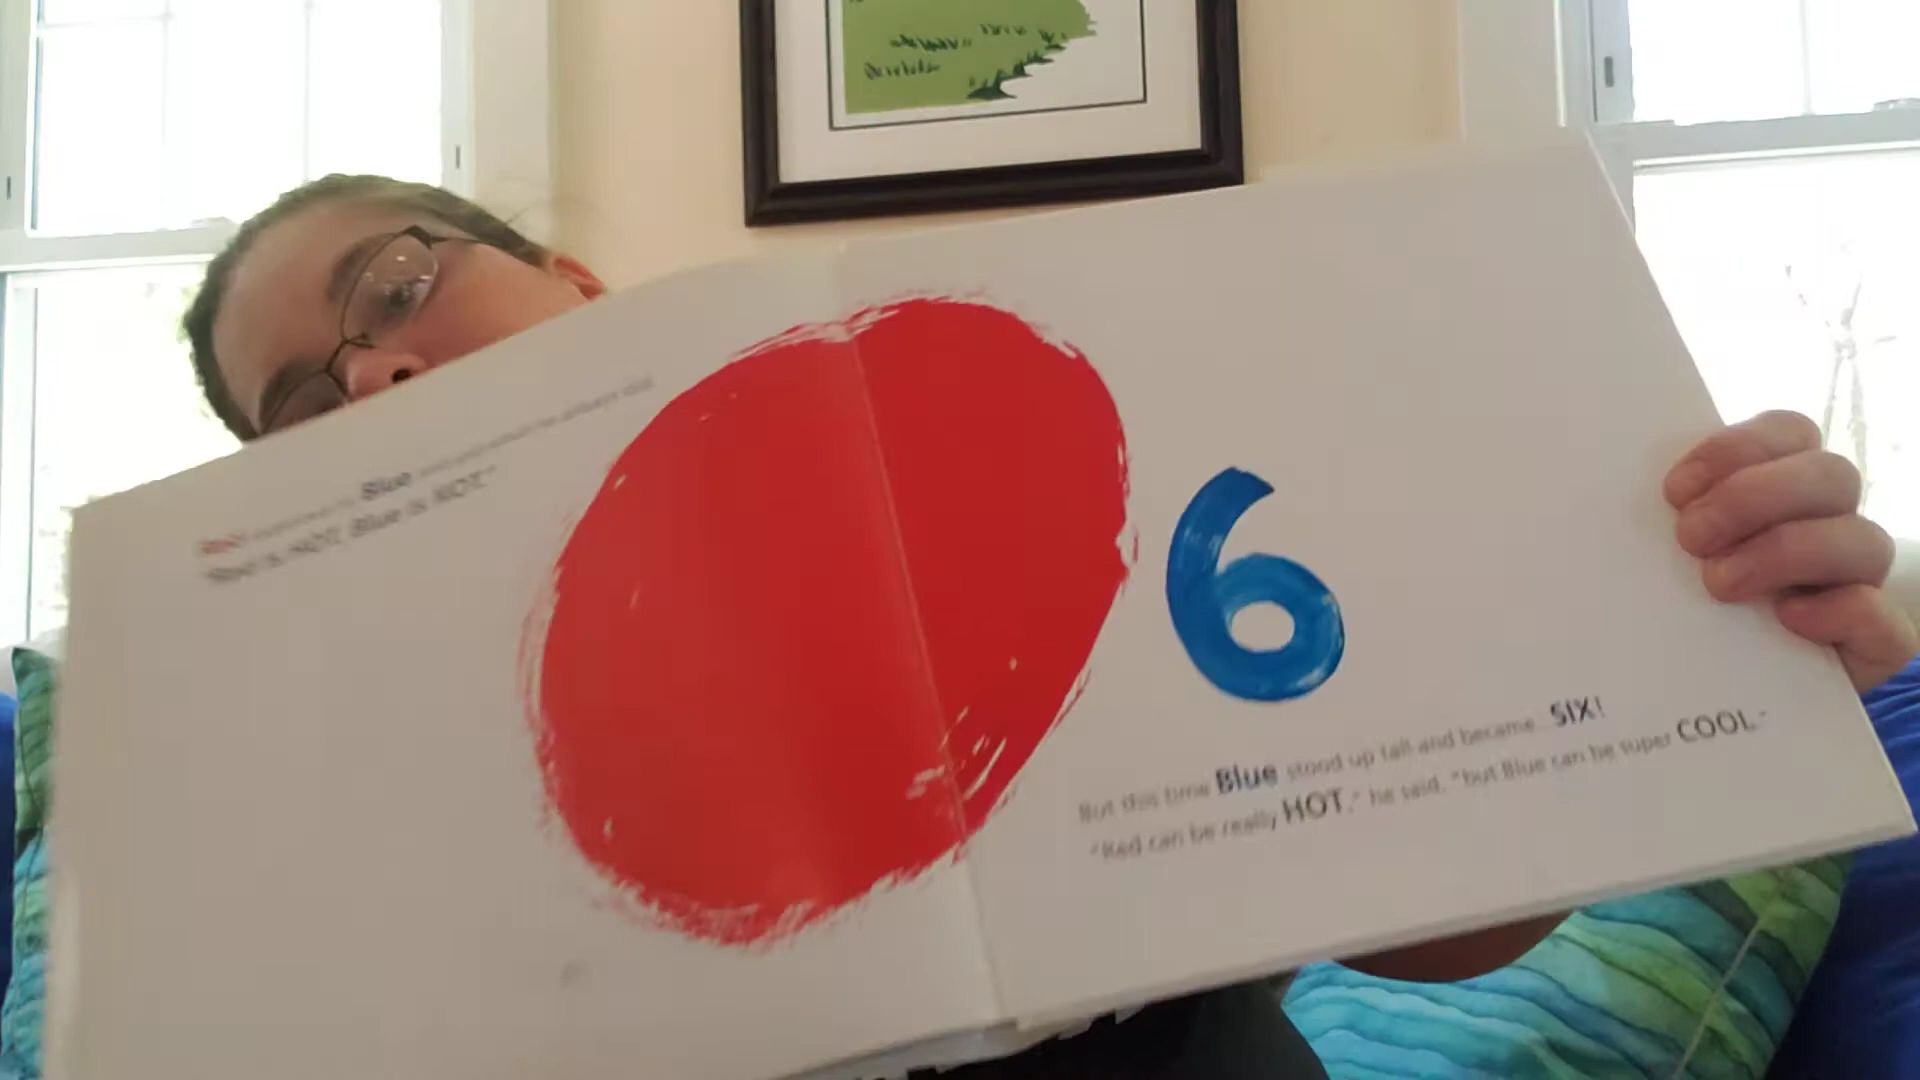 Red Blue
"Red is HOT. Blue is NOT."
6
But this time Blue stood up tall and became...SIX!
"Red can be really HOT," he said, "but Blue can be super COOL."